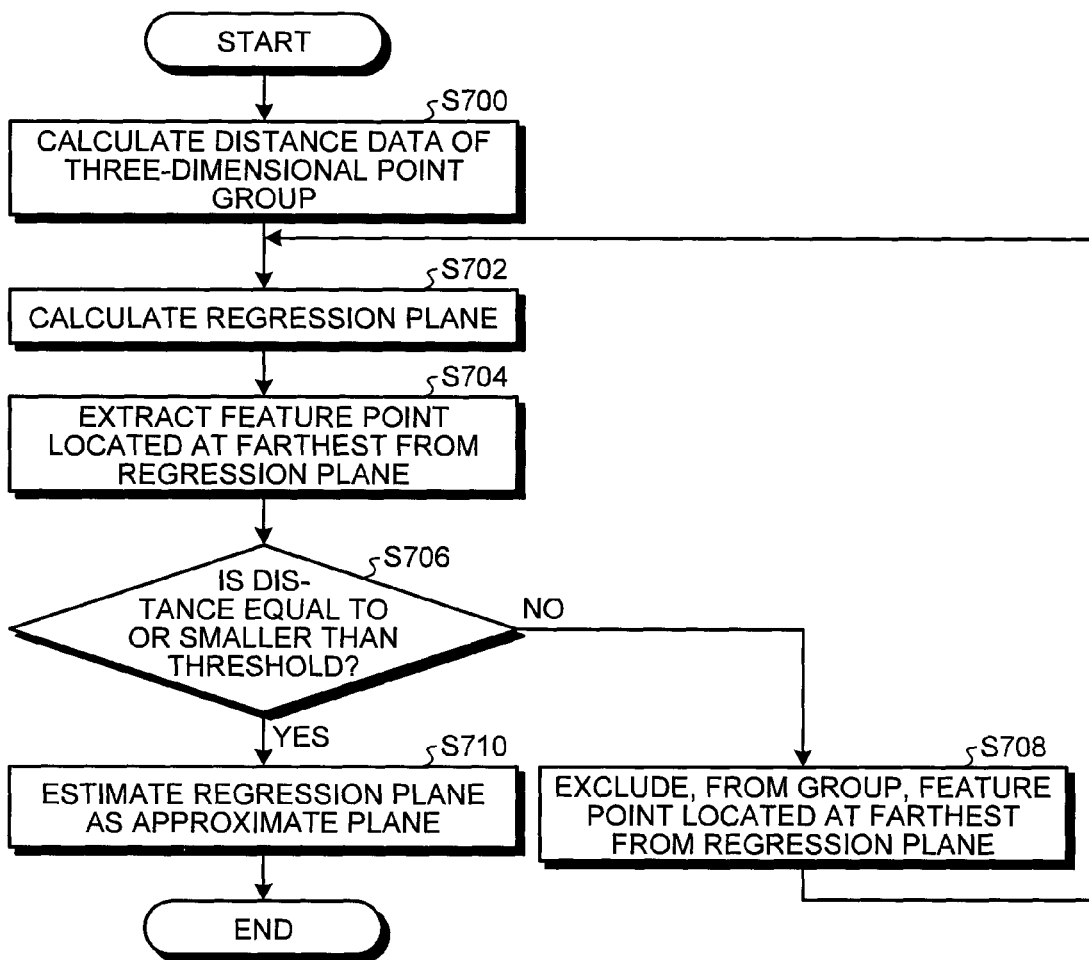 START
S700
CALCULATE DISTANCE DATA OF
THREE-DIMENSIONAL POINT
GROUP
S702
CALCULATE REGRESSION PLANE
S704
EXTRACT FEATURE POINT
LOCATED AT FARTHEST FROM
REGRESSION PLANE
S706
IS DIS-
TANCE EQUAL TO
OR SMALLER THAN
THRESHOLD?
NO
YES
S710
ESTIMATE REGRESSION PLANE
AS APPROXIMATE PLANE
S708
EXCLUDE, FROM GROUP, FEATURE
POINT LOCATED AT FARTHEST
FROM REGRESSION PLANE
END